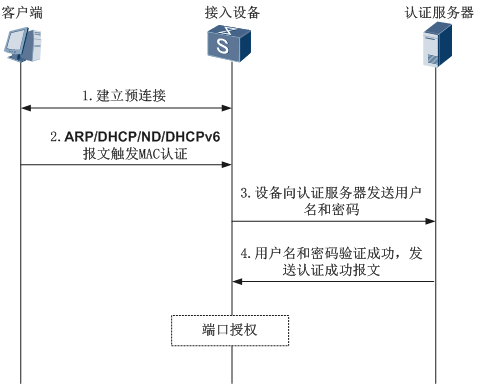 客户端
接入设备
认证服务器
S
1.建立预连接
2.ARP/DHCP/ND/DHCPv6
报文触发MAC认证
3.设备向认证服务器发送用户
名和密码
4.用户名和密码验证成功，发
送认证成功报文
端口授权